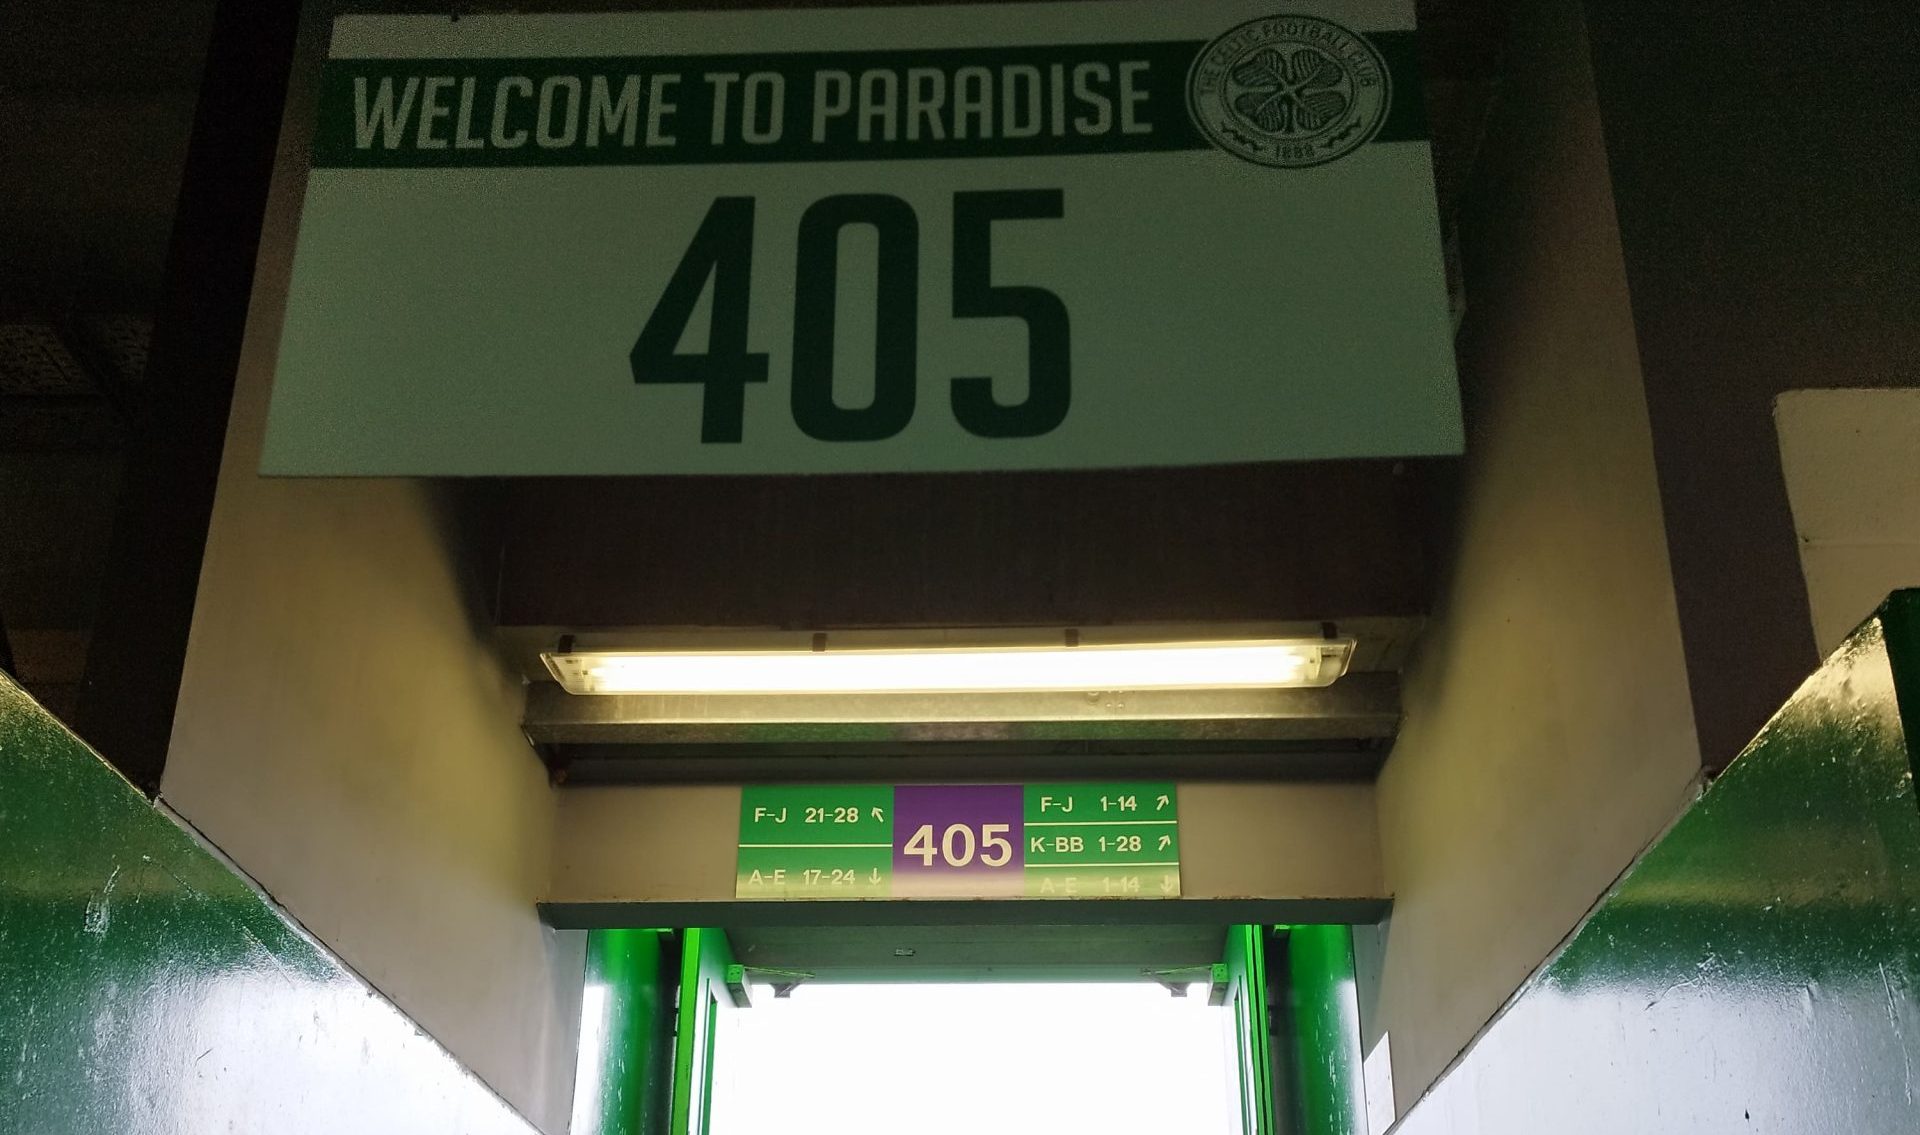 WELCOME TO PARADISE
THE CELTIC FOOTBALL CLUB
1888
405
F-J 21-28 ↖
A-E 17-24 ↓
405
F-J 1-14 ↗
K-BB 1-28 ↗
A-E 1-14 ↓